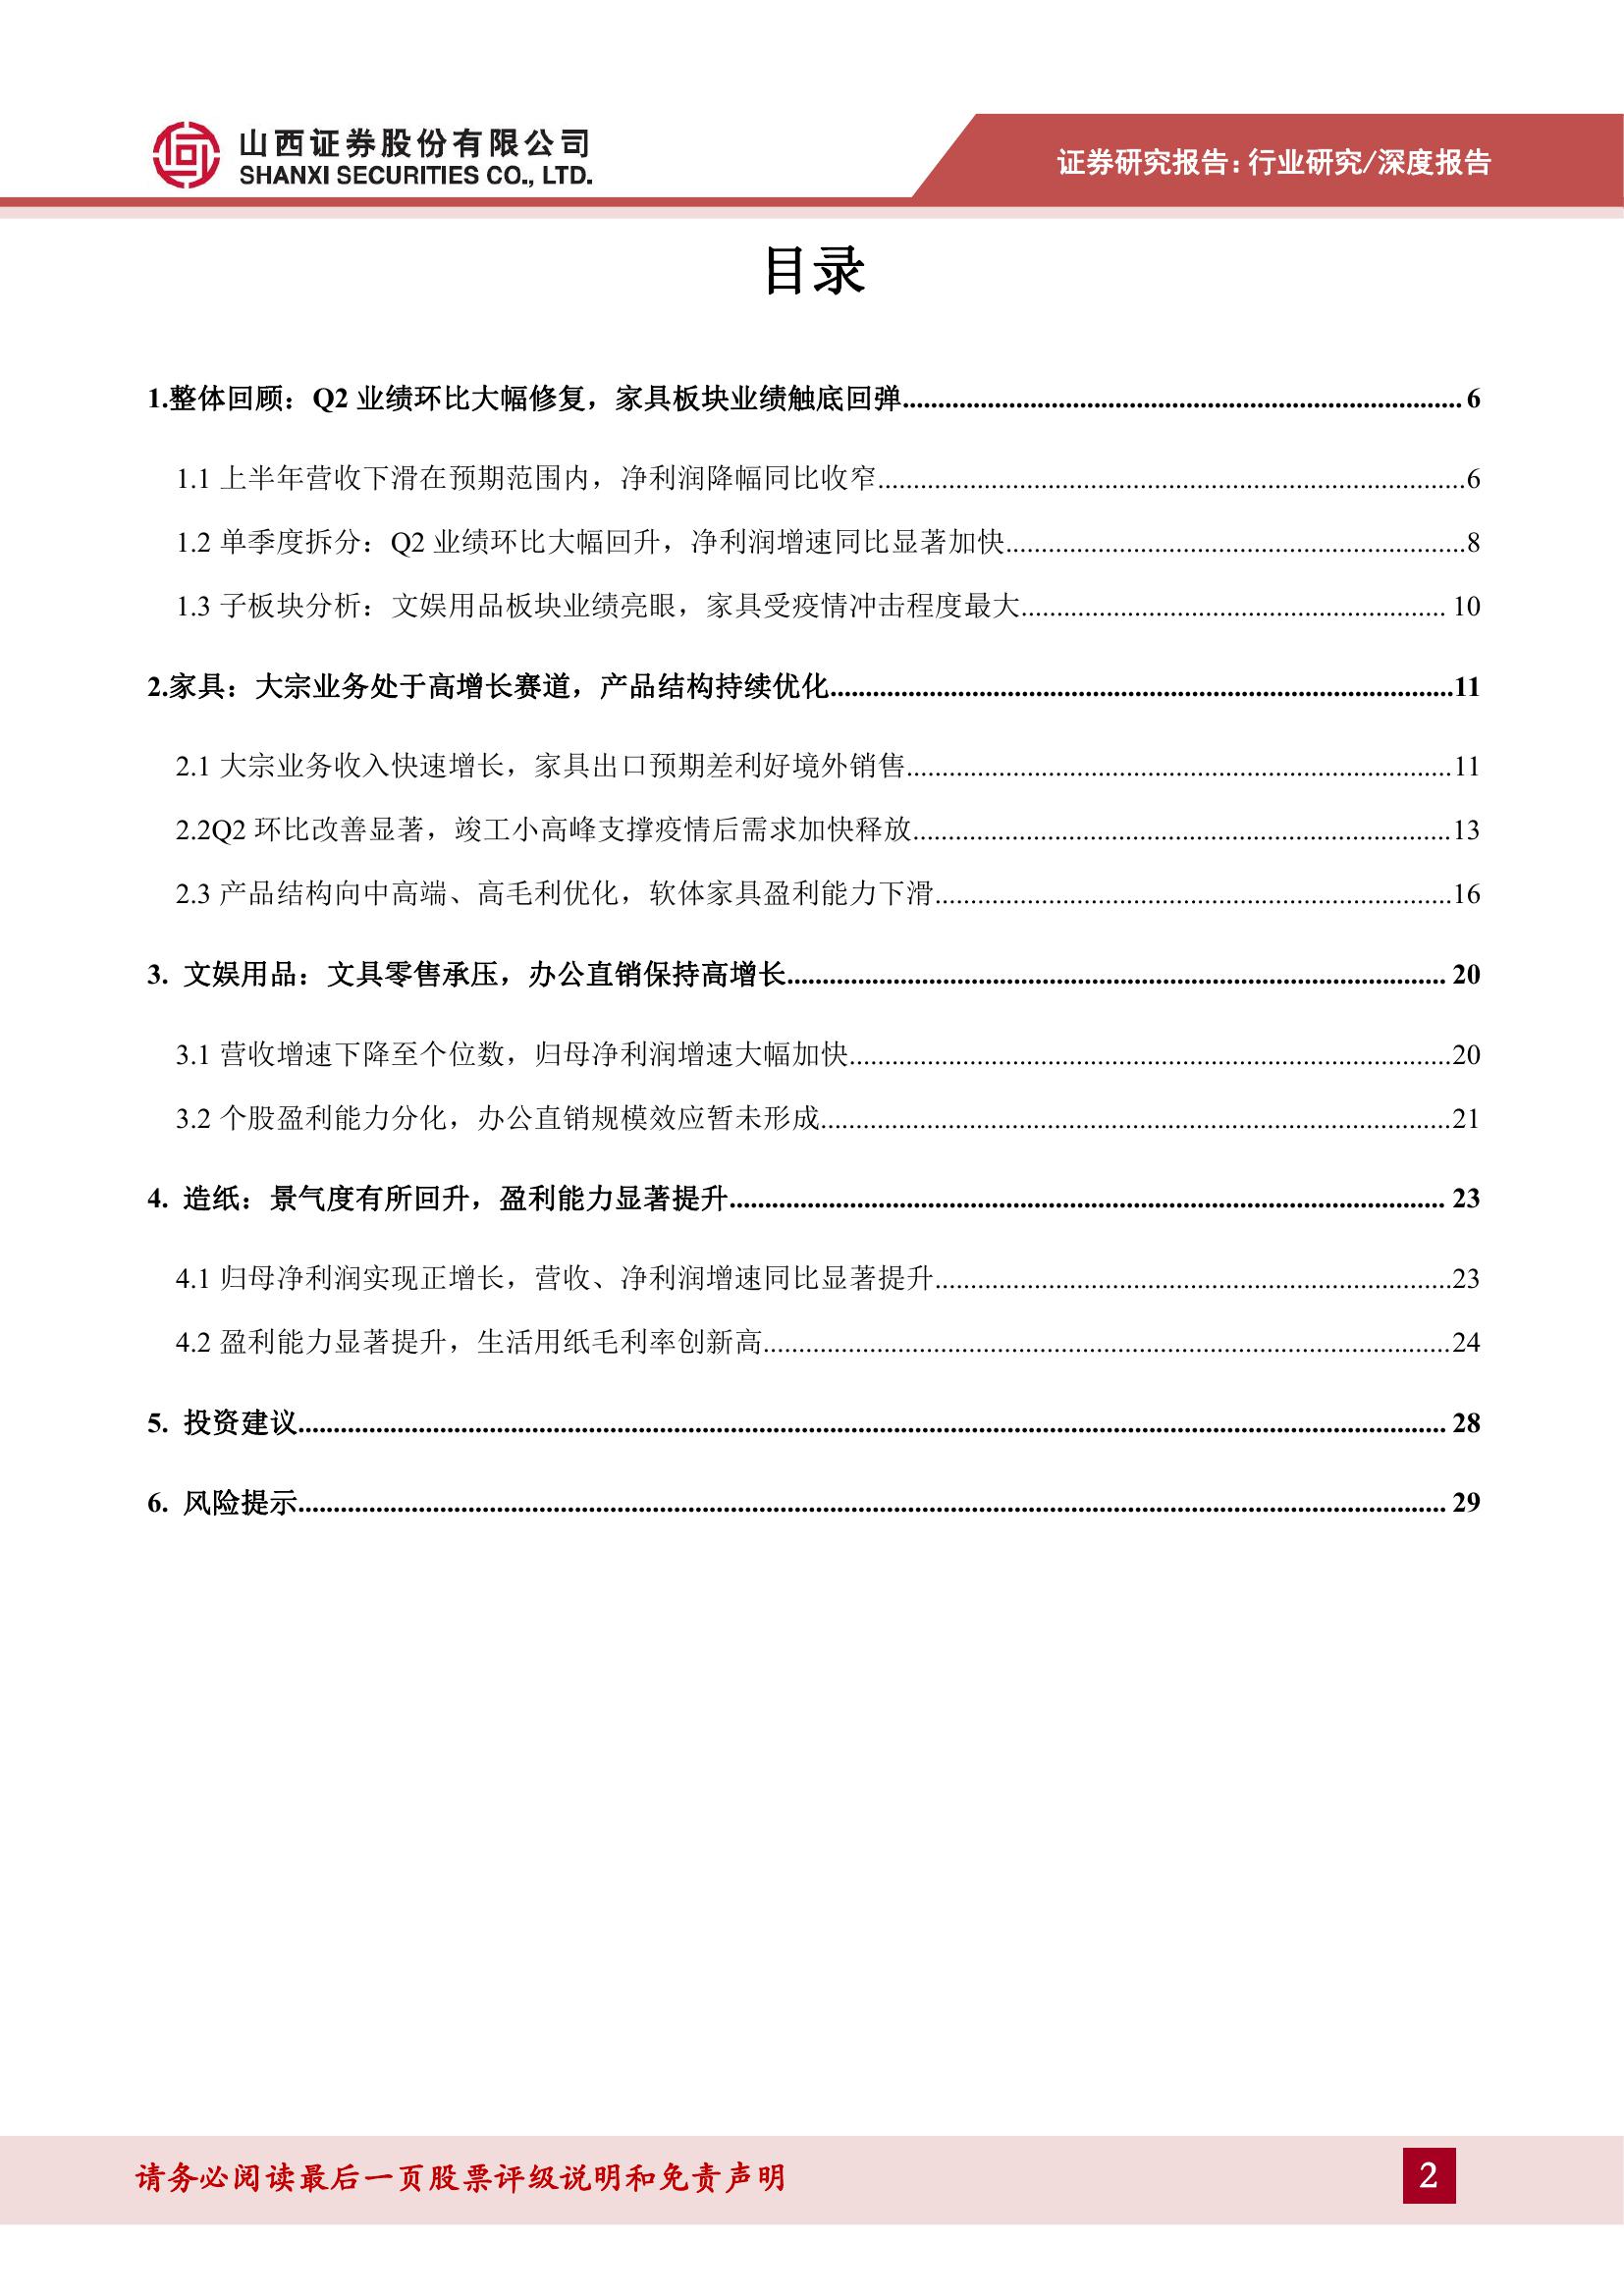 山西证券股份有限公司
SHANXI SECURITIES CO., LTD.
证券研究报告：行业研究/深度报告
目录
1.整体回顾：Q2 业绩环比大幅修复，家具板块业绩触底回弹 6
1.1 上半年营收下滑在预期范围内，净利润降幅同比收窄 6
1.2 单季度拆分：Q2 业绩环比大幅回升，净利润增速同比显著加快 8
1.3 子板块分析：文娱用品板块业绩亮眼，家具受疫情冲击程度最大 10
2.家具：大宗业务处于高增长赛道，产品结构持续优化 11
2.1 大宗业务收入快速增长，家具出口预期差利好境外销售 11
2.2Q2 环比改善显著，竣工小高峰支撑疫情后需求加快释放 13
2.3 产品结构向中高端、高毛利优化，软体家具盈利能力下滑 16
3. 文娱用品：文具零售承压，办公直销保持高增长 20
3.1 营收增速下降至个位数，归母净利润增速大幅加快 20
3.2 个股盈利能力分化，办公直销规模效应暂未形成 21
4. 造纸：景气度有所回升，盈利能力显著提升 23
4.1 归母净利润实现正增长，营收、净利润增速同比显著提升 23
4.2 盈利能力显著提升，生活用纸毛利率创新高 24
5. 投资建议 28
6. 风险提示 29
请务必阅读最后一页股票评级说明和免责声明
2